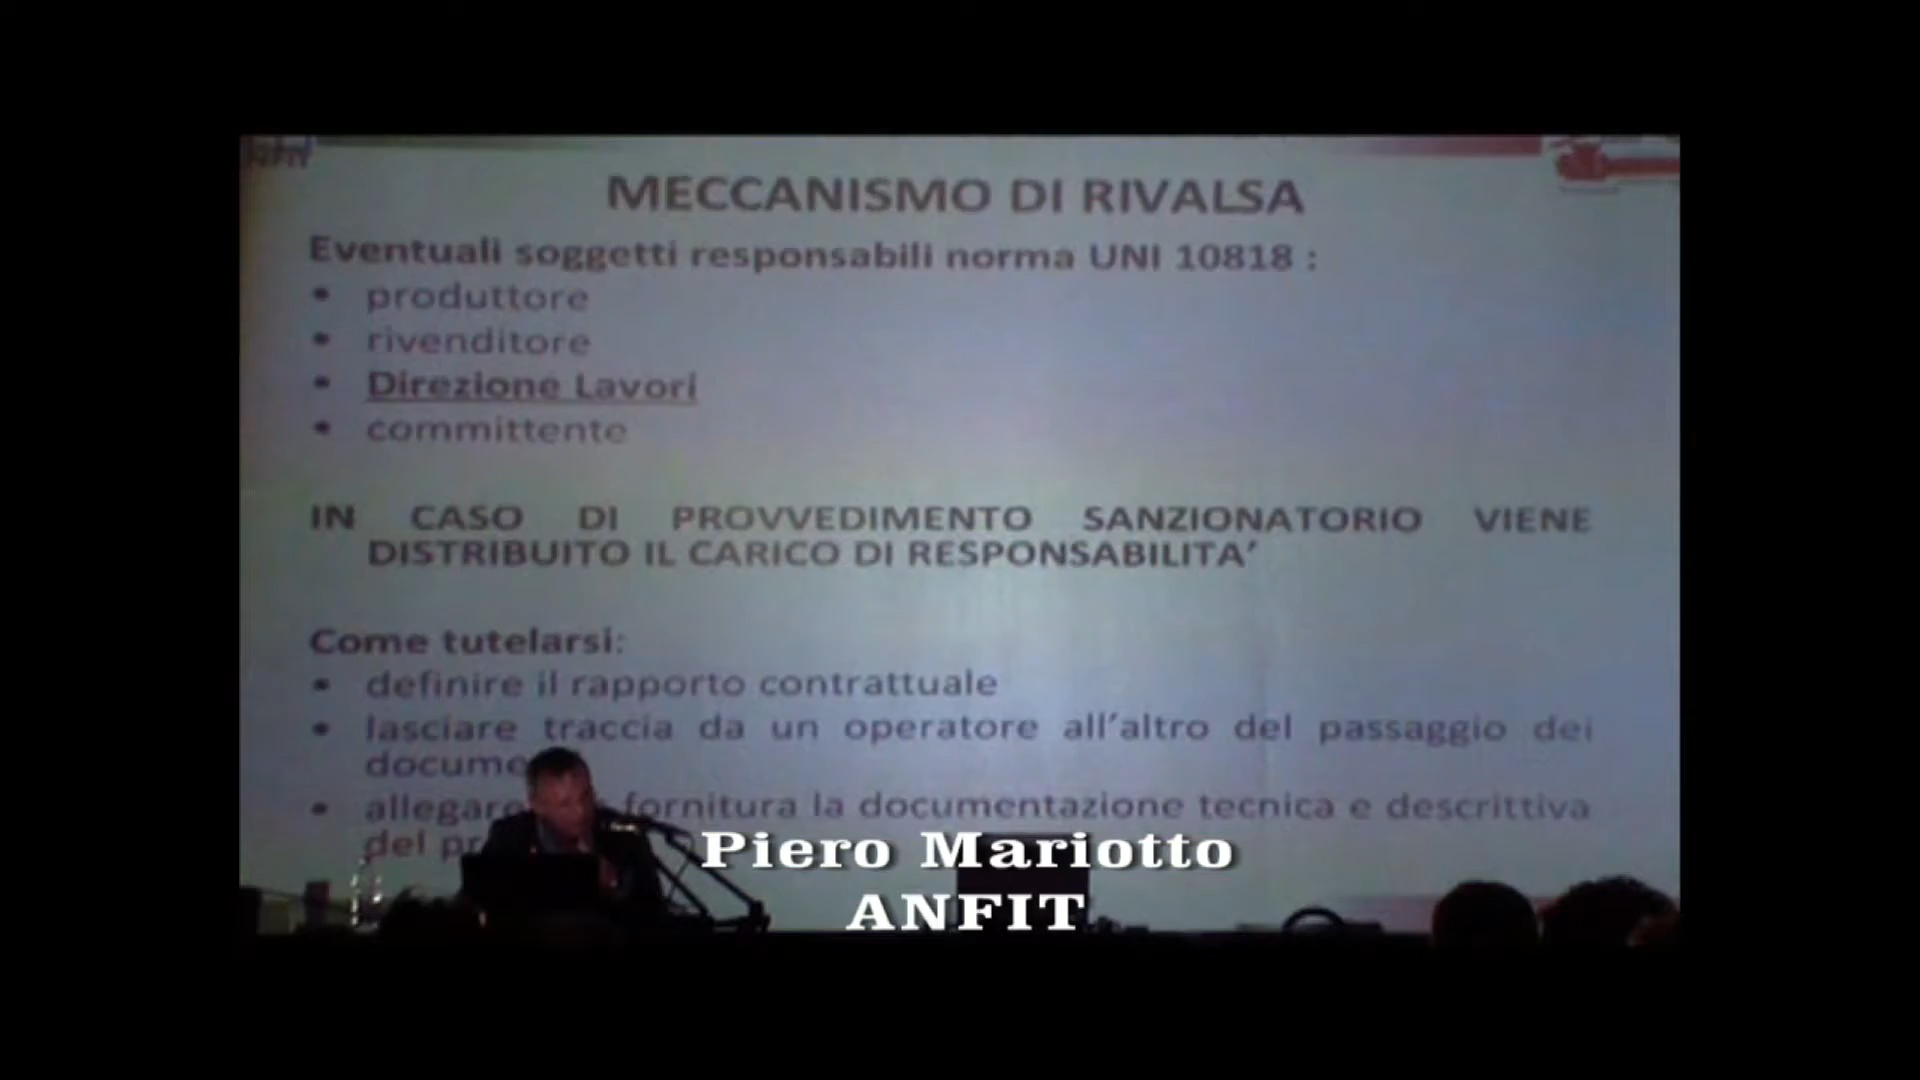 anfit
MECCANISMO DI RIVALSA
Eventuali soggetti responsabili norma UNI 10818 :
• produttore
• rivenditore
• Direzione Lavori
• committente
IN CASO DI PROVVEDIMENTO SANZIONATORIO VIENE
DISTRIBUITO IL CARICO DI RESPONSABILITA’
Come tutelarsi:
• definire il rapporto contrattuale
• lasciare traccia da un operatore all’altro del passaggio dei
• fornitura la documentazione tecnica e descrittiva
del
Piero Mariotto
ANFIT